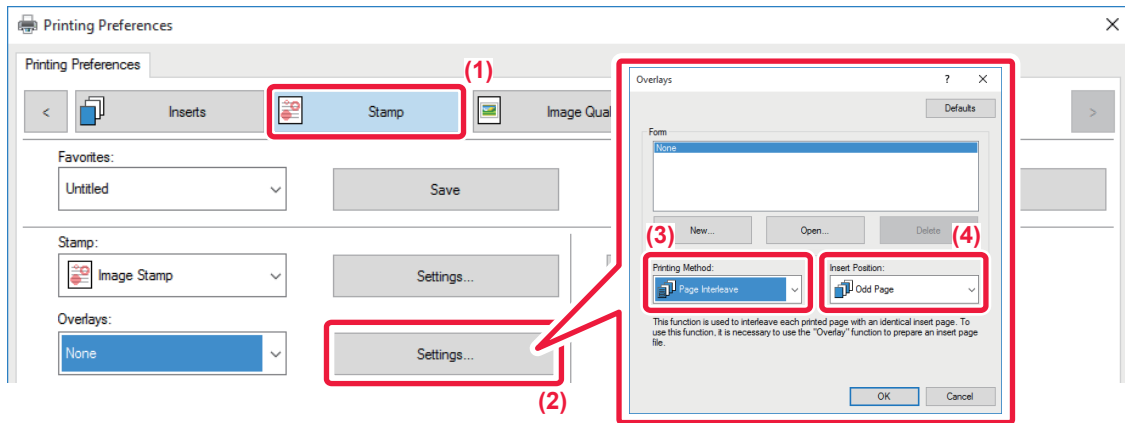 Printing Preferences
Printing Preferences
(1)
<
Inserts
Stamp
Image Qual
>
Favorites:
Untitled
Save
Stamp:
Image Stamp
Settings...
Overlays:
None
Settings...
(2)
Overlays
?
Defaults
Form
None
New...
Open...
Delete
(3)
(4)
Printing Method:
Page Interleave
Insert Position:
Odd Page
This function is used to interleave each printed page with an identical insert page. To
use this function, it is necessary to use the "Overlay" function to prepare an insert page
file.
OK
Cancel